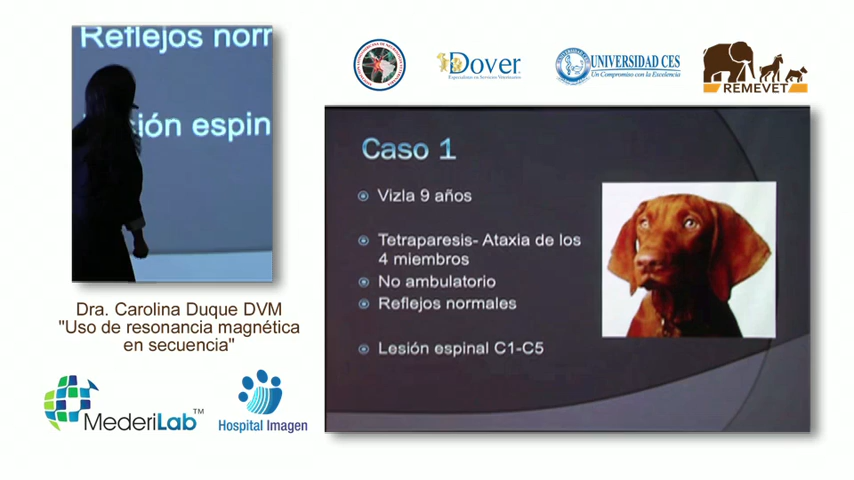 Reflejos norr
sión espin
Dra. Carolina Duque DVM
"Uso de resonancia magnética
en secuencia"
MederiLab™
Hospital Imagen
Dover
Especialistas en Servicios Veterinarios
UNIVERSIDAD CES
Un Compromiso con la Excelencia
REMEVET
Caso 1
Vizla 9 años
Tetraparesis- Ataxia de los
4 miembros
No ambulatorio
Reflejos normales
Lesión espinal C1-C5